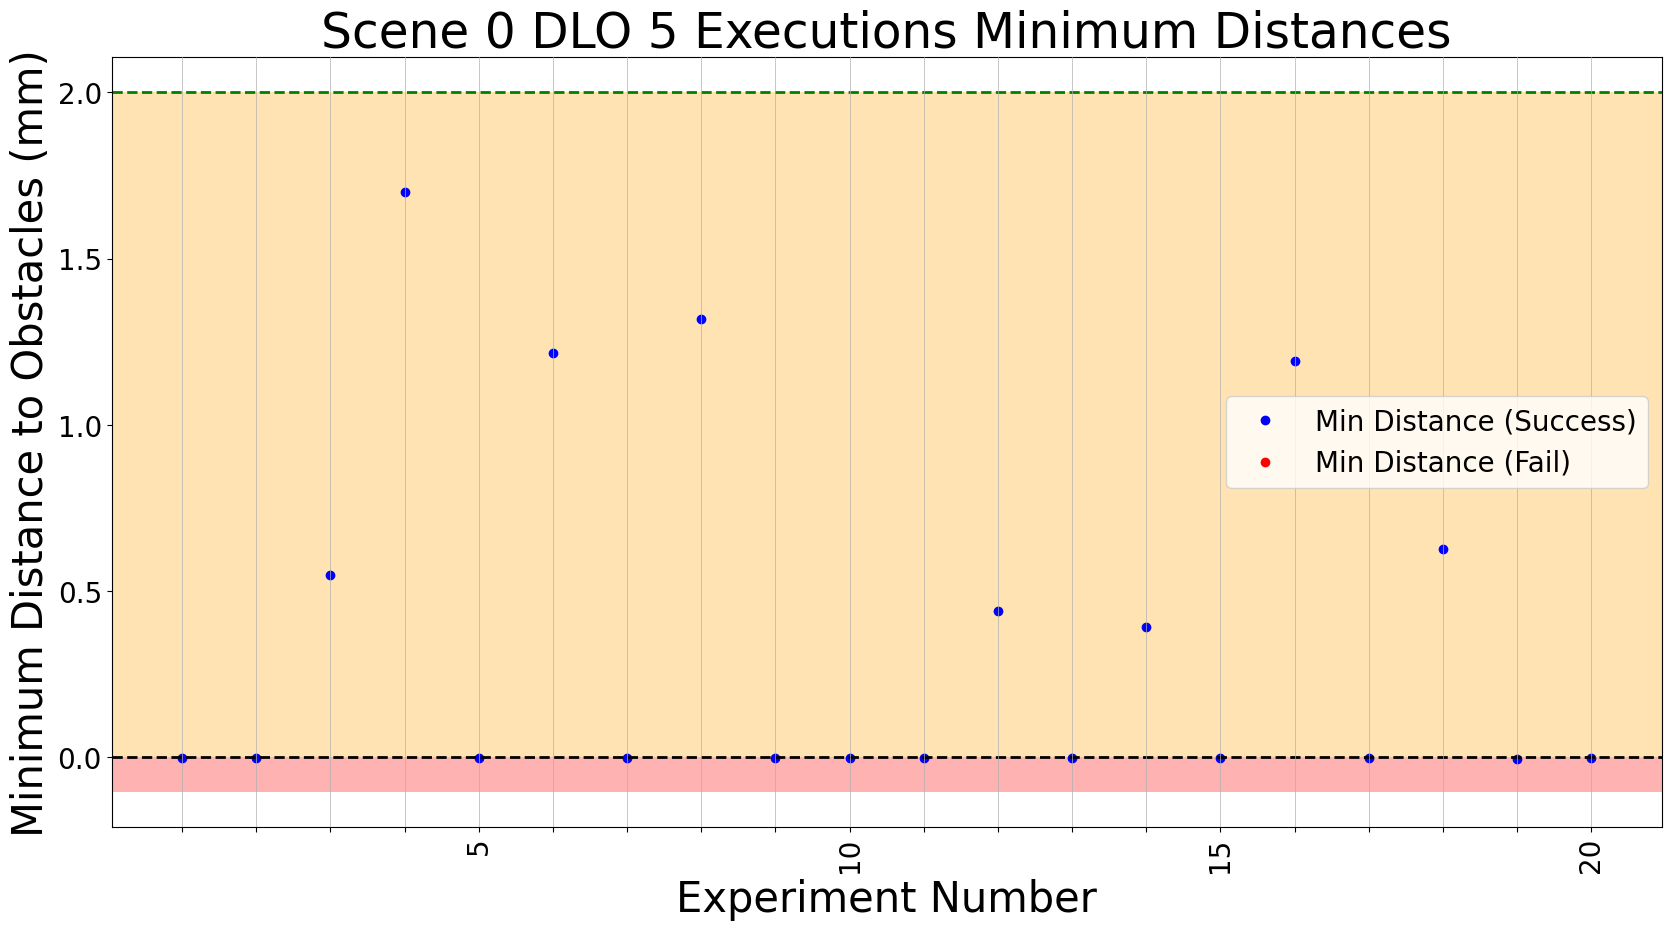 Scene 0 DLO 5 Executions Minimum Distances
Minimum Distance to Obstacles (mm)
2.0
1.5
1.0
0.5
0.0
Min Distance (Success)
Min Distance (Fail)
5
10
15
20
Experiment Number